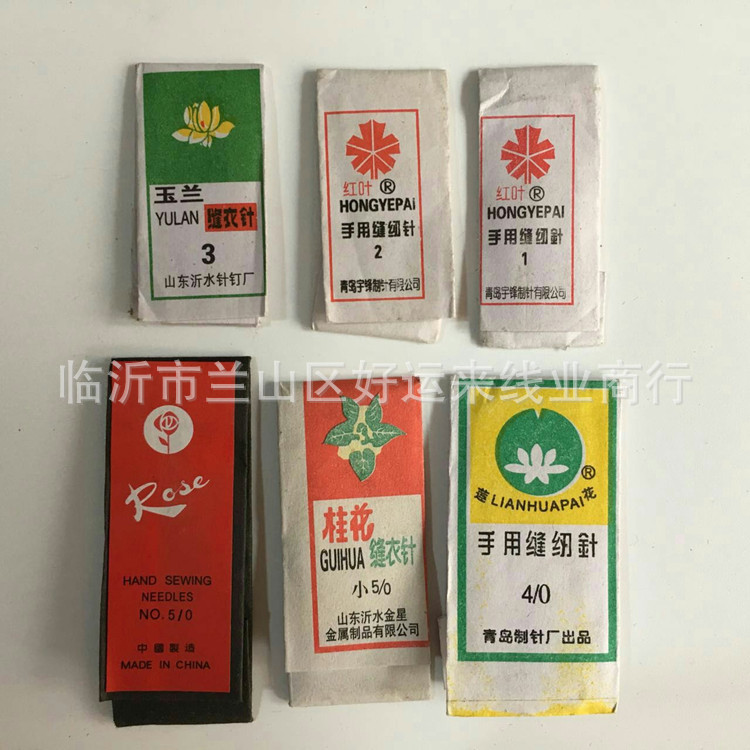 玉兰
YULAN 缝衣针
3
山东沂水针钉厂
红叶 ®
HONGYEPAI
手用缝纫针
2
青岛宇锋制针有限公司
红叶 ®
HONGYEPAI
手用缝纫針
1
青岛宇锋制针有限公司
临沂市兰山区好运来线业商行
Rose
HAND SEWING
NEEDLES
NO. 5/0
中國製造
MADE IN CHINA
桂花
GUIHUA 缝衣针
小 5/0
山东沂水金星
金属制品有限公司
®
莲 LIANHUAPAI 花
手用缝纫針
4/0
青岛制针厂出品